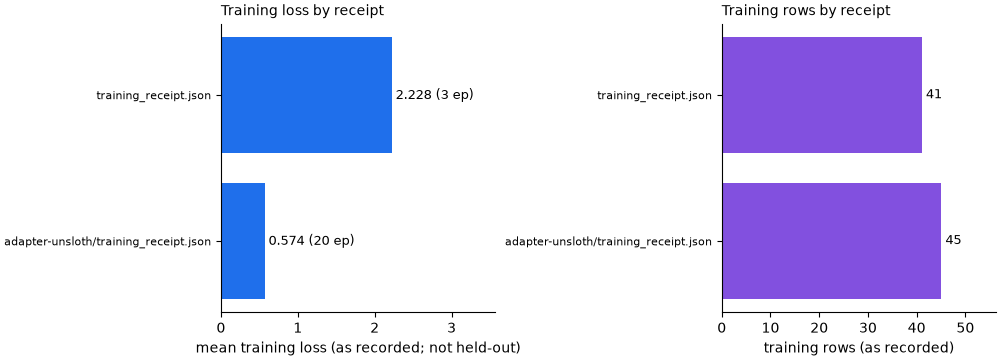 Training loss by receipt
training_receipt.json
2.228 (3 ep)
adapter-unsloth/training_receipt.json
0.574 (20 ep)
0 1 2 3
mean training loss (as recorded; not held-out)
Training rows by receipt
training_receipt.json
41
adapter-unsloth/training_receipt.json
45
0 10 20 30 40 50
training rows (as recorded)